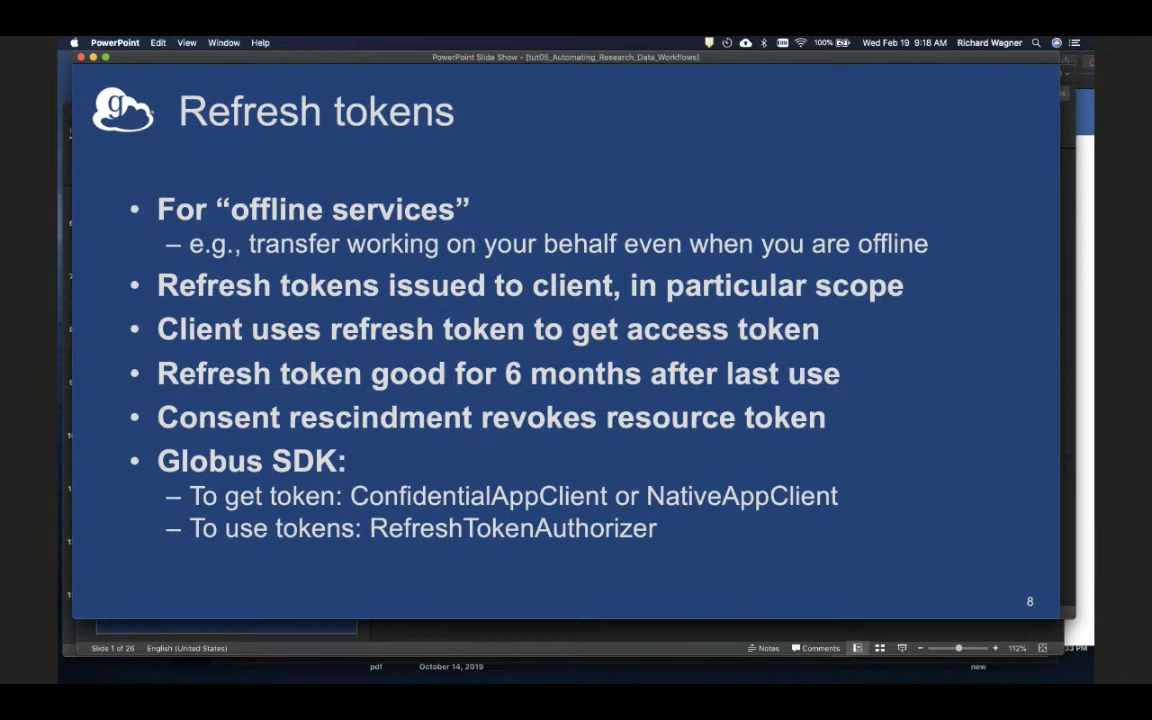 PowerPoint Edit View Window Help 100% Wed Feb 19 9:18 AM Richard Wagner
PowerPoint Slide Show - [tut05_Automating_Research_Data_Workflows]
g
Refresh tokens
• For “offline services”
– e.g., transfer working on your behalf even when you are offline
• Refresh tokens issued to client, in particular scope
• Client uses refresh token to get access token
• Refresh token good for 6 months after last use
• Consent rescindment revokes resource token
• Globus SDK:
– To get token: ConfidentialAppClient or NativeAppClient
– To use tokens: RefreshTokenAuthorizer
8
Slide 1 of 26 English (United States) Notes Comments 112%
pdf October 14, 2019 new